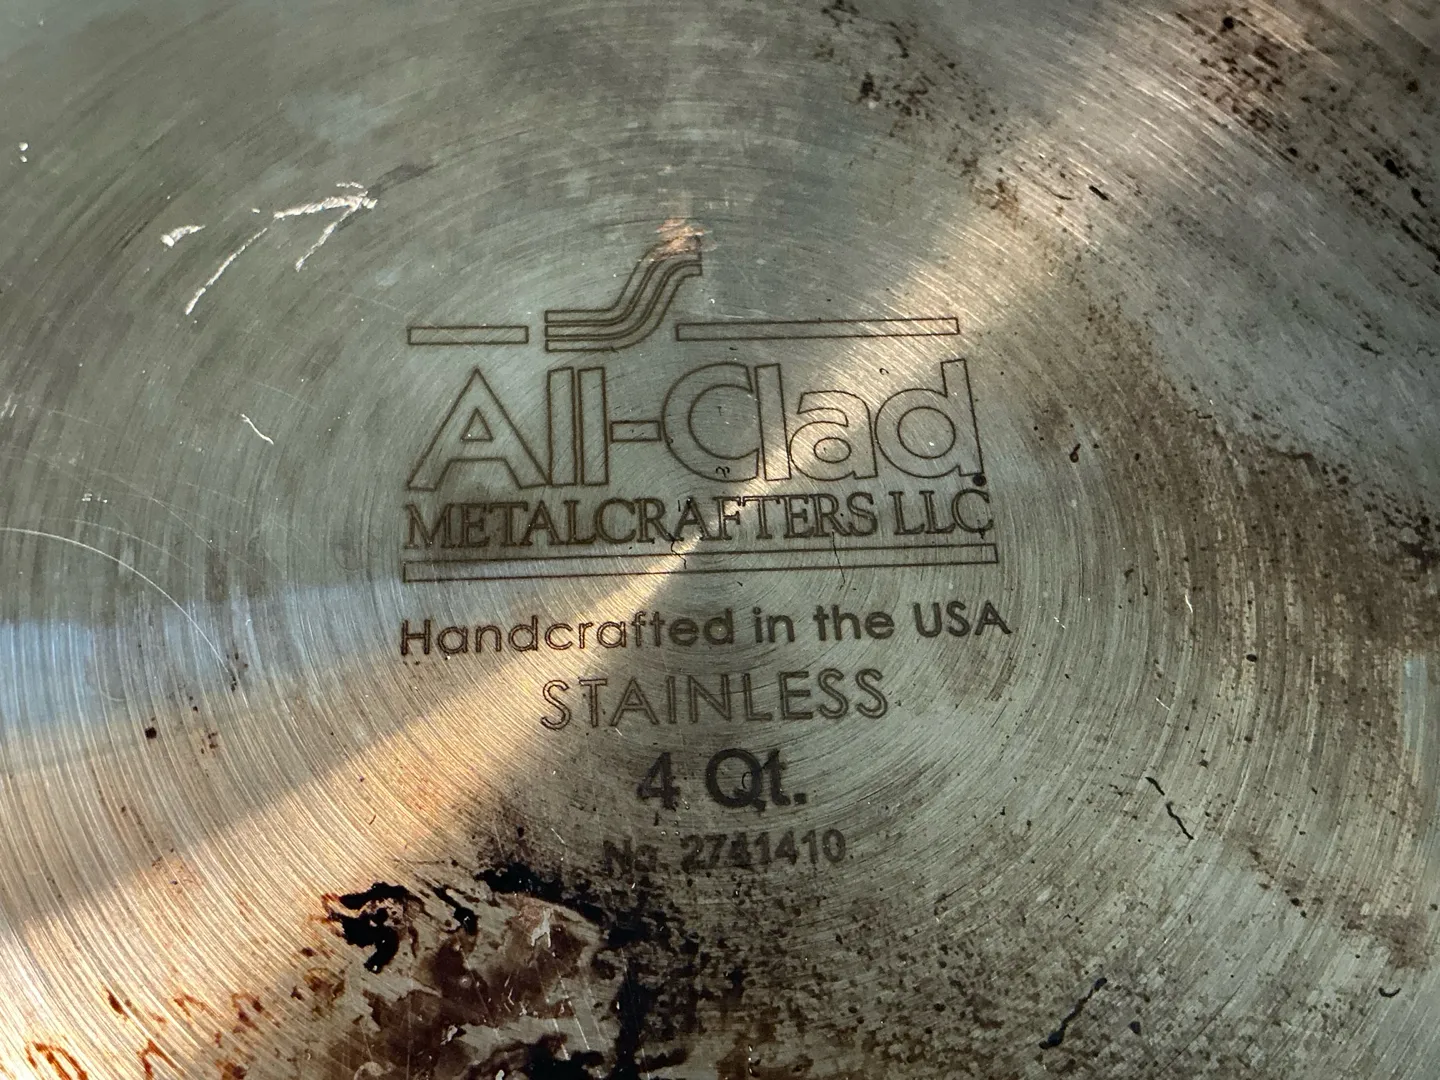 All-Clad
METALCRAFTERS LLC
Handcrafted in the USA
STAINLESS
4 Qt.
No. 2741410